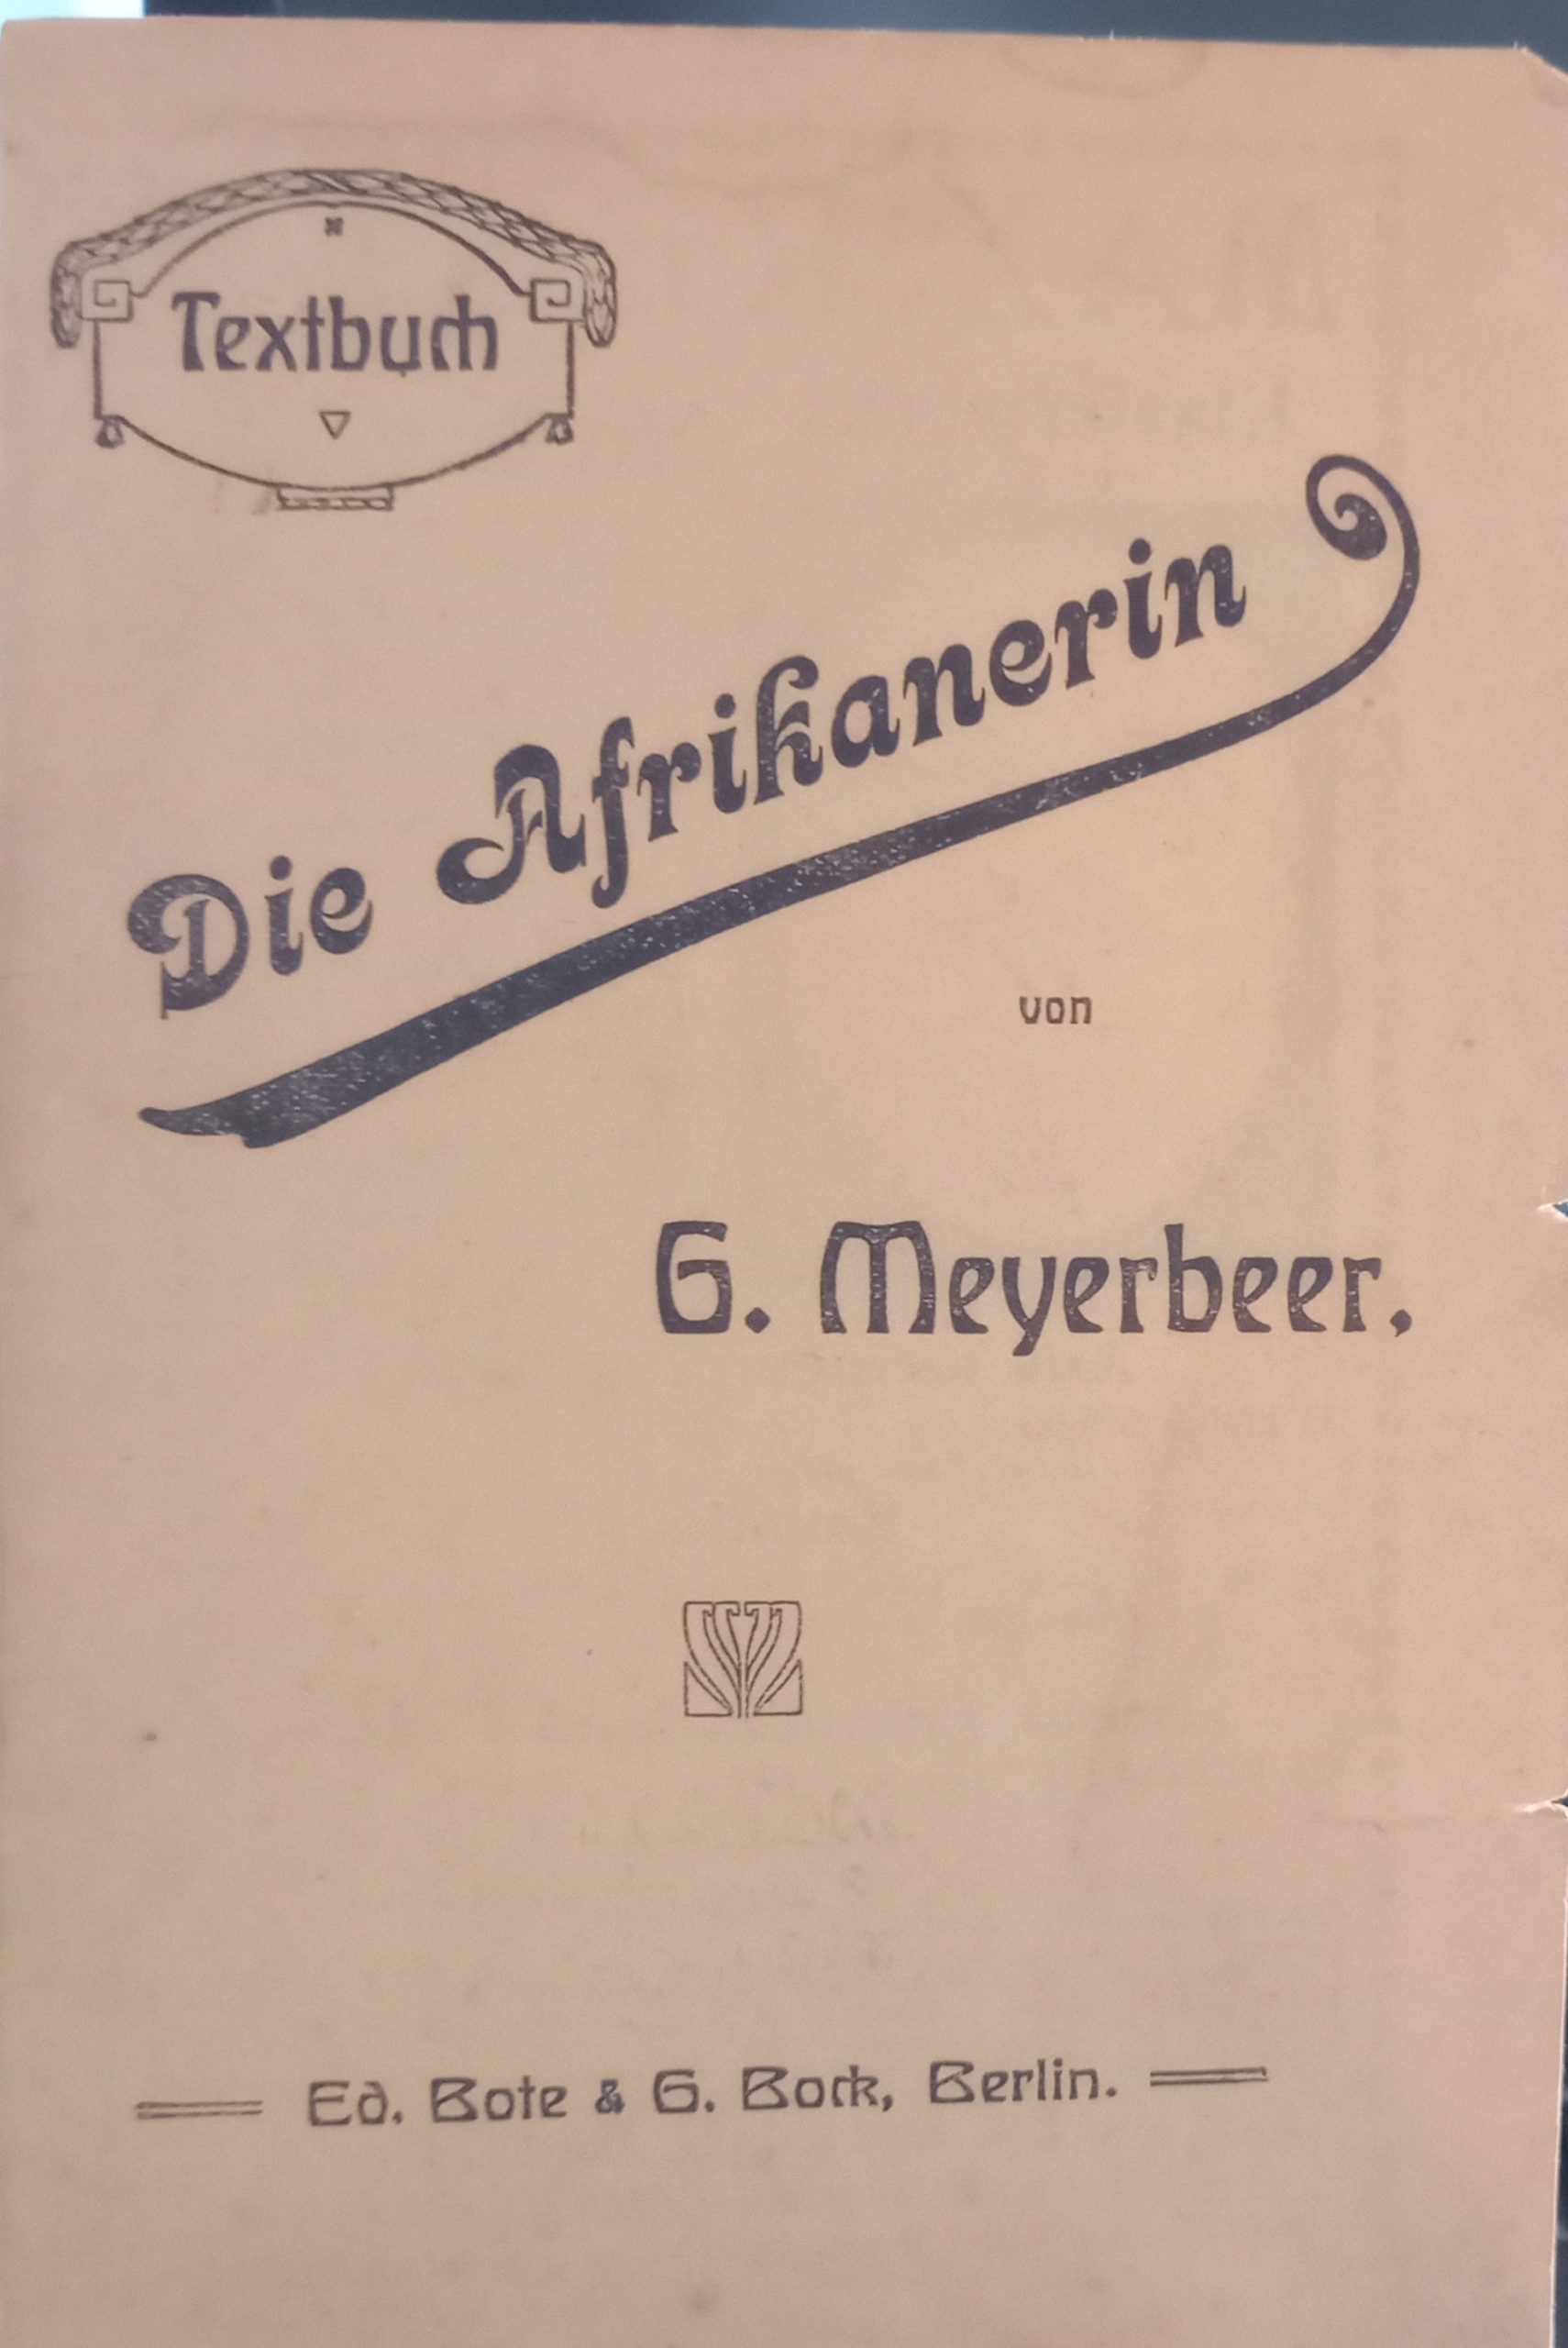 Textbuch
Die Afrikanerin
von
G. Meyerbeer.
Ed. Bote & G. Bock, Berlin.